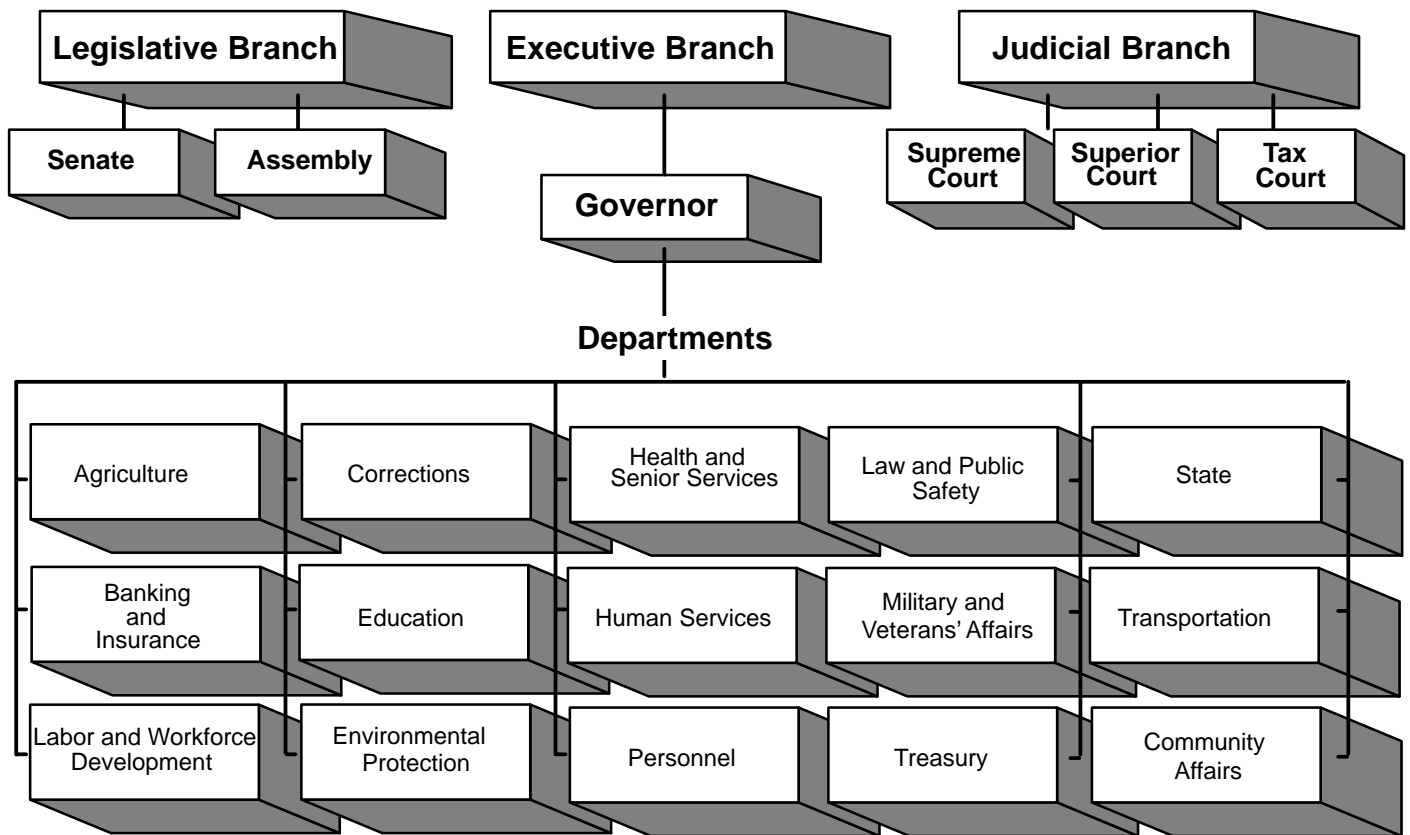 Legislative Branch
Executive Branch
Judicial Branch
Senate
Assembly
Supreme
Court
Superior
Court
Tax
Court
Governor
Departments
Agriculture
Corrections
Health and
Senior Services
Law and Public
Safety
State
Banking
and
Insurance
Education
Human Services
Military and
Veterans’ Affairs
Transportation
Labor and Workforce
Development
Environmental
Protection
Personnel
Treasury
Community
Affairs